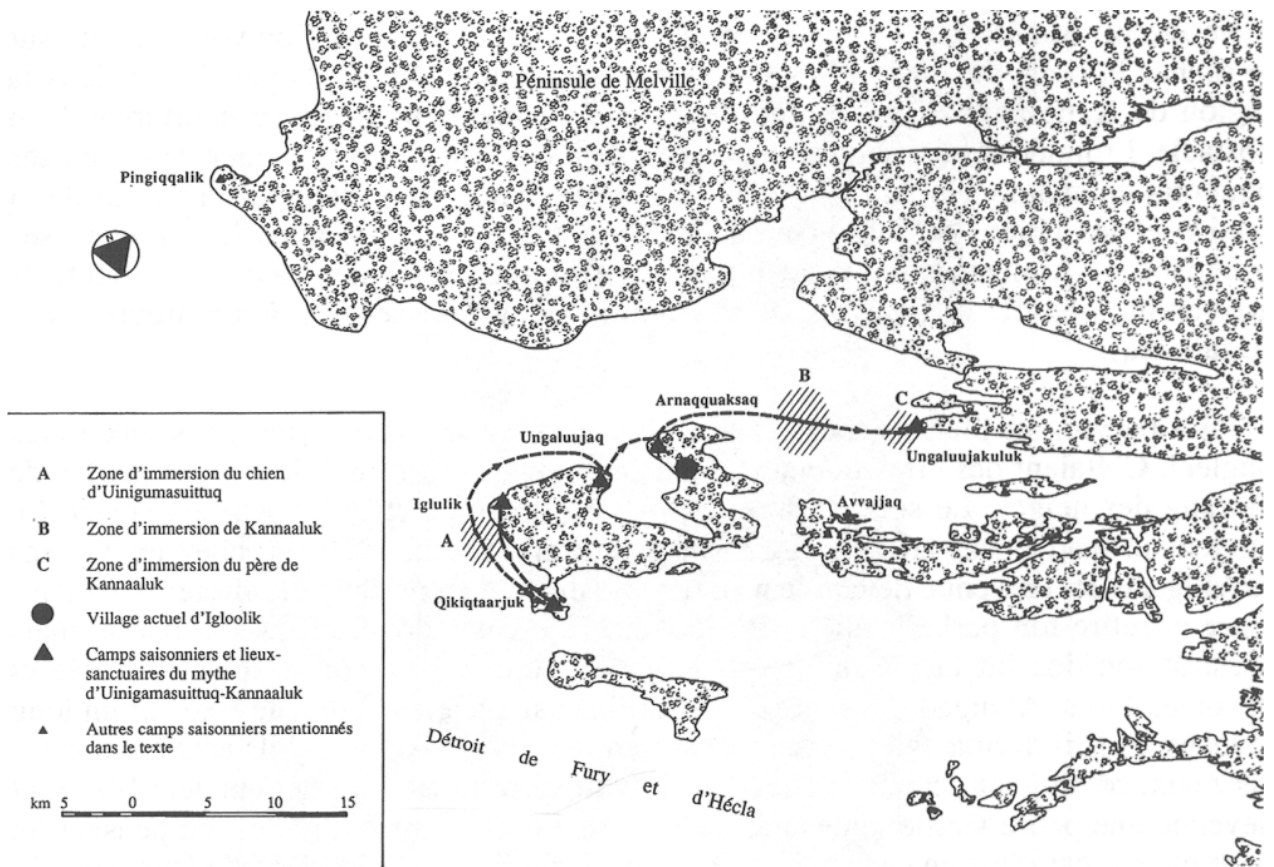 Péninsule de Melville
Pingiqqalik
N
B
Arnaqquaksaq
C
Ungaluujaq
Ungaluujakuluk
Iglulik
Avvajjaq
A
Qikiqtaarjuk
Détroit de Fury et d'Hécla
A Zone d'immersion du chien
d'Uinigumasuittuq
B Zone d'immersion de Kannaaluk
C Zone d'immersion du père de
Kannaaluk
Village actuel d'Igloolik
Camps saisonniers et lieux-
sanctuaires du mythe
d'Uinigamasuittuq-Kannaaluk
Autres camps saisonniers mentionnés
dans le texte
km 5 0 5 10 15